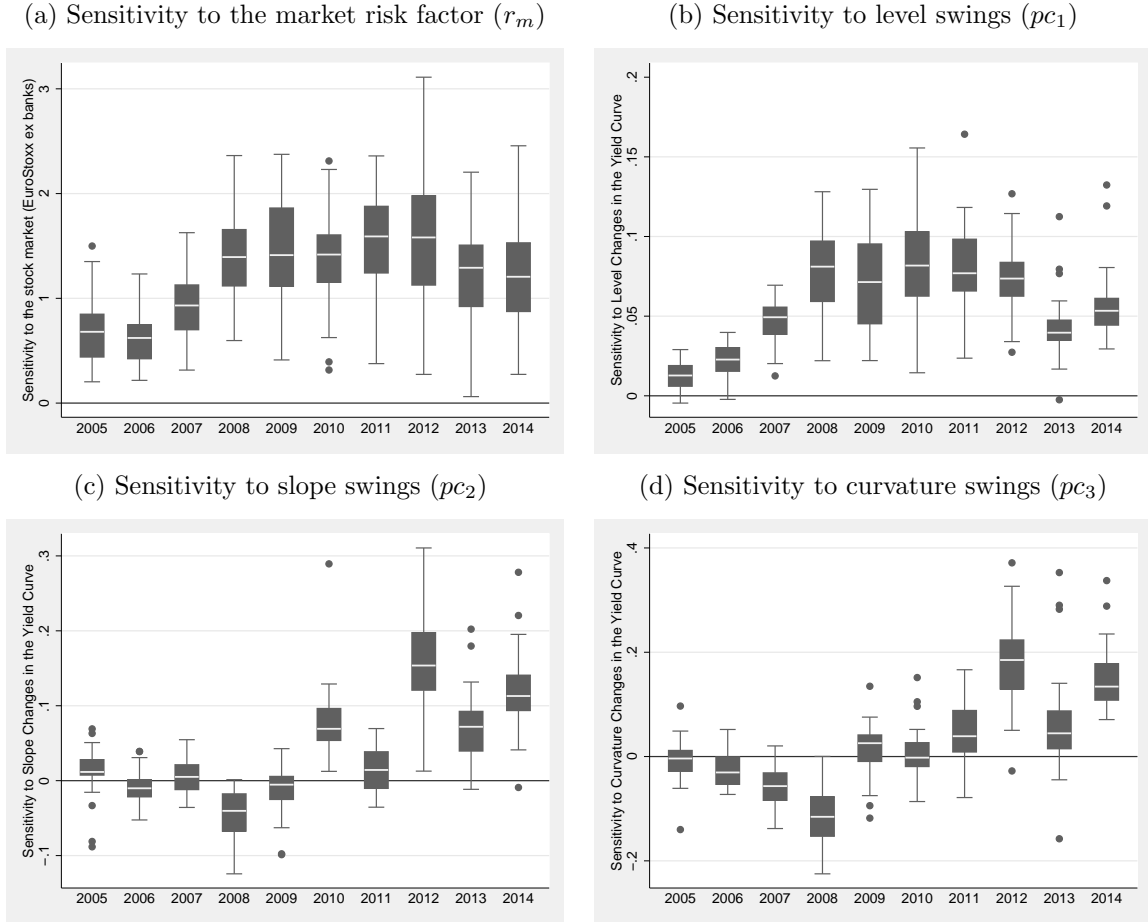 (a) Sensitivity to the market risk factor (r_m)
Sensitivity to the stock market (EuroStoxx ex banks)
3
2
1
0
2005 2006 2007 2008 2009 2010 2011 2012 2013 2014
(b) Sensitivity to level swings (pc_1)
Sensitivity to Level Changes in the Yield Curve
.2
.15
.1
.05
0
2005 2006 2007 2008 2009 2010 2011 2012 2013 2014
(c) Sensitivity to slope swings (pc_2)
Sensitivity to Slope Changes in the Yield Curve
.3
.2
.1
0
-.1
2005 2006 2007 2008 2009 2010 2011 2012 2013 2014
(d) Sensitivity to curvature swings (pc_3)
Sensitivity to Curvature Changes in the Yield Curve
.4
.2
0
-.2
2005 2006 2007 2008 2009 2010 2011 2012 2013 2014